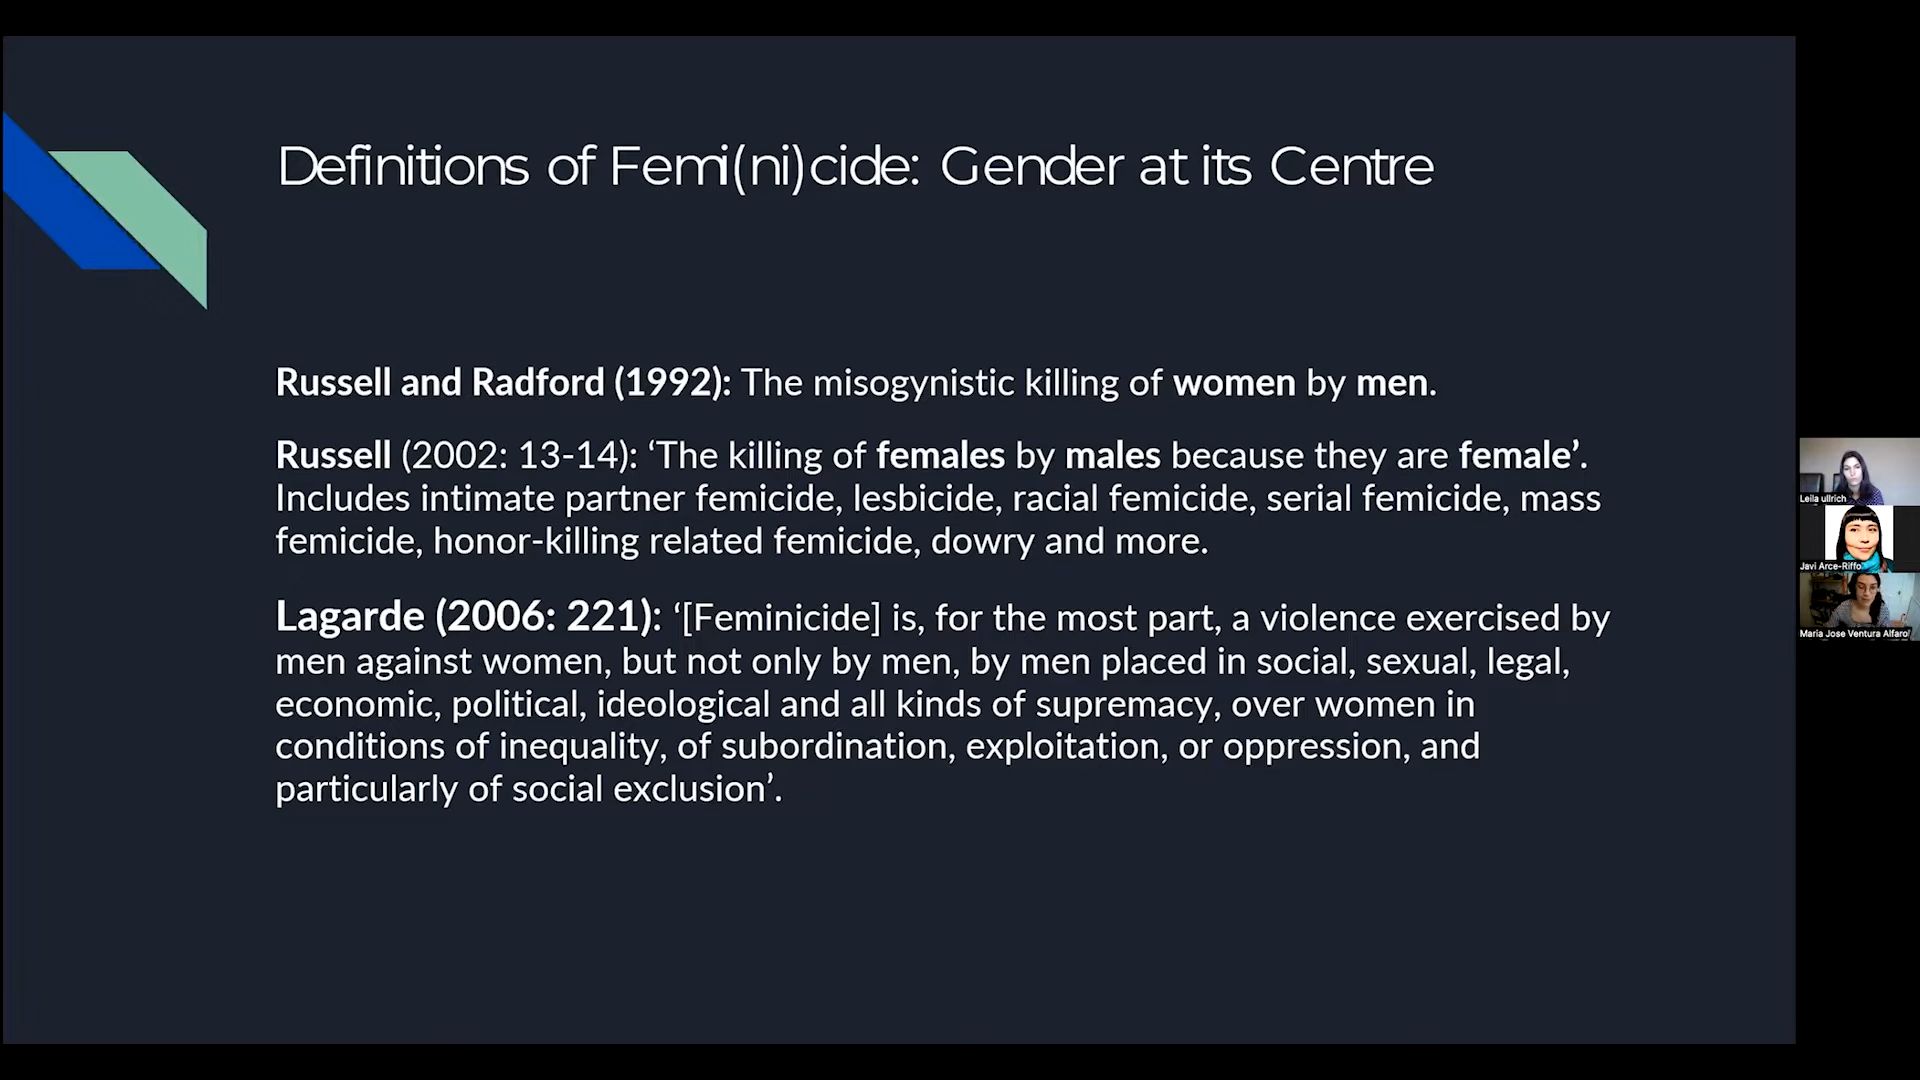 Definitions of Femi(ni)cide: Gender at its Centre
Russell and Radford (1992): The misogynistic killing of women by men.
Russell (2002: 13-14): ‘The killing of females by males because they are female’.
Includes intimate partner femicide, lesbicide, racial femicide, serial femicide, mass
femicide, honor-killing related femicide, dowry and more.
Lagarde (2006: 221): ‘[Feminicide] is, for the most part, a violence exercised by
men against women, but not only by men, by men placed in social, sexual, legal,
economic, political, ideological and all kinds of supremacy, over women in
conditions of inequality, of subordination, exploitation, or oppression, and
particularly of social exclusion’.
Leila ullrich
Javi Arce-Riffo
Maria Jose Ventura Alfaro